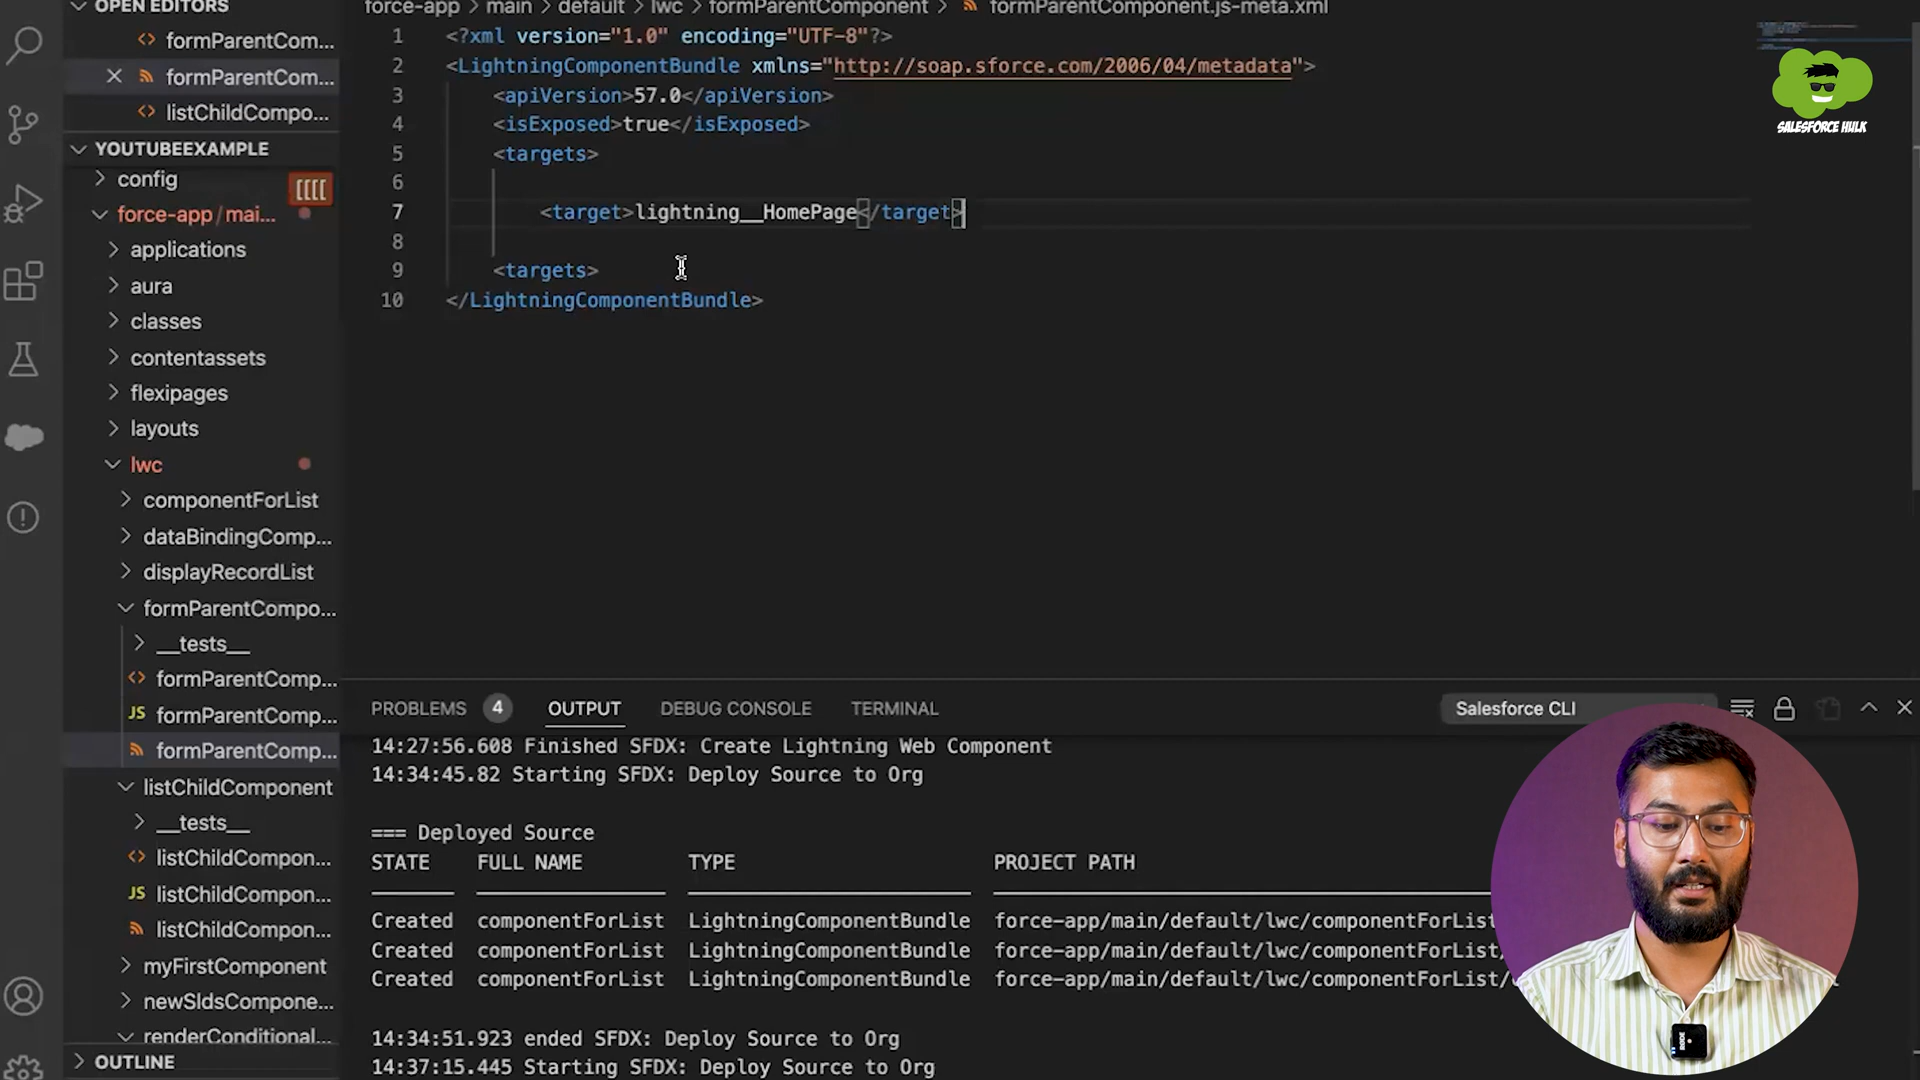 OPEN EDITORS
formParentCom...
formParentCom...
listChildCompo...
YOUTUBEEXAMPLE
config
force-app/mai...
applications
aura
classes
contentassets
flexipages
layouts
lwc
componentForList
dataBindingComp...
displayRecordList
formParentCompo...
__tests__
formParentComp...
JS formParentComp...
formParentComp...
listChildComponent
__tests__
listChildCompon...
JS listChildCompon...
listChildCompon...
myFirstComponent
newSldsCompone...
renderConditional...
OUTLINE
force-app > main > default > lwc > formParentComponent > formParentComponent.js-meta.xml
1 <?xml version="1.0" encoding="UTF-8"?>
2 <LightningComponentBundle xmlns="http://soap.sforce.com/2006/04/metadata">
3 <apiVersion>57.0</apiVersion>
4 <isExposed>true</isExposed>
5 <targets>
6
7 <target>lightning__HomePage</target>
8
9 <targets>
10 </LightningComponentBundle>
SALESFORCE HULK
PROBLEMS 4 OUTPUT DEBUG CONSOLE TERMINAL Salesforce CLI
14:27:56.608 Finished SFDX: Create Lightning Web Component
14:34:45.82 Starting SFDX: Deploy Source to Org
=== Deployed Source
STATE FULL NAME TYPE PROJECT PATH
Created componentForList LightningComponentBundle force-app/main/default/lwc/componentForList
Created componentForList LightningComponentBundle force-app/main/default/lwc/componentForList/
Created componentForList LightningComponentBundle force-app/main/default/lwc/componentForList/
14:34:51.923 ended SFDX: Deploy Source to Org
14:37:15.445 Starting SFDX: Deploy Source to Org